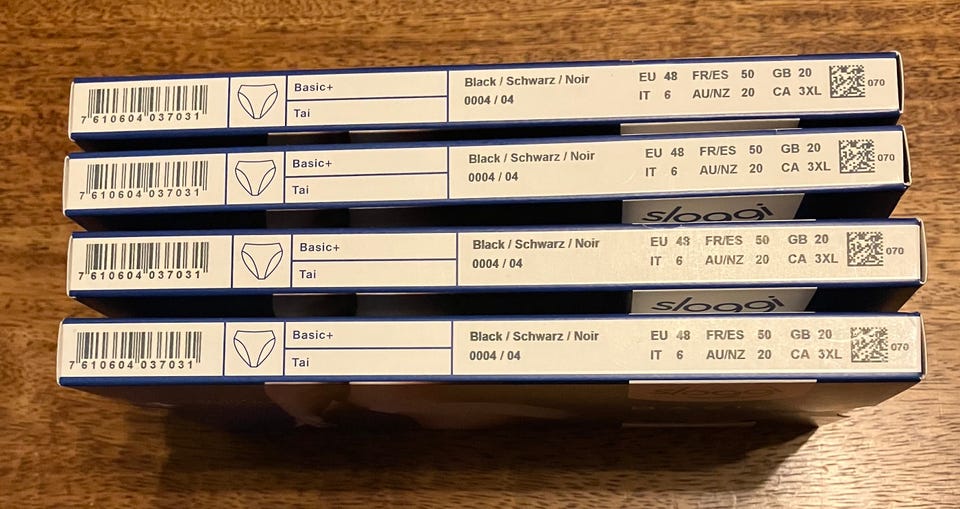 Basic+
Tai
Black / Schwarz / Noir
0004 / 04
EU 48 FR/ES 50 GB 20
IT 6 AU/NZ 20 CA 3XL
070
7 610604 037031
Basic+
Tai
Black / Schwarz / Noir
0004 / 04
EU 48 FR/ES 50 GB 20
IT 6 AU/NZ 20 CA 3XL
070
7 610604 037031
sloggi
Basic+
Tai
Black / Schwarz / Noir
0004 / 04
EU 48 FR/ES 50 GB 20
IT 6 AU/NZ 20 CA 3XL
070
7 610604 037031
sloggi
Basic+
Tai
Black / Schwarz / Noir
0004 / 04
EU 48 FR/ES 50 GB 20
IT 6 AU/NZ 20 CA 3XL
070
7 610604 037031
sloggi